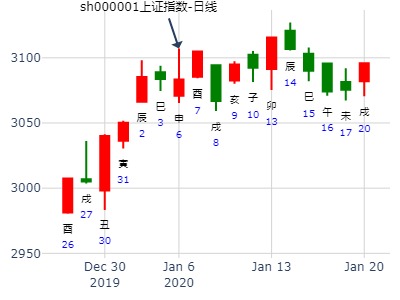 sh000001上证指数-日线
3100
3050
3000
2950
酉
26
戌
27
丑
30
寅
31
辰
2
巳
3
申
6
酉
7
戌
8
亥
9
子
10
卯
13
辰
14
巳
15
午
16
未
17
戌
20
Dec 30
2019
Jan 6
2020
Jan 13
Jan 20